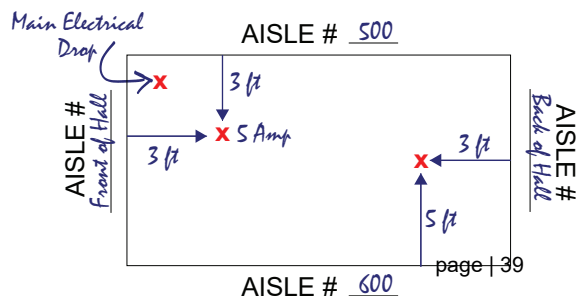 Main Electrical
Drop
AISLE # 500
X
3 ft
AISLE #
Front of Hall
3 ft
X 5 Amp
X
3 ft
5 ft
AISLE #
Back of Hall
page | 39
AISLE # 600